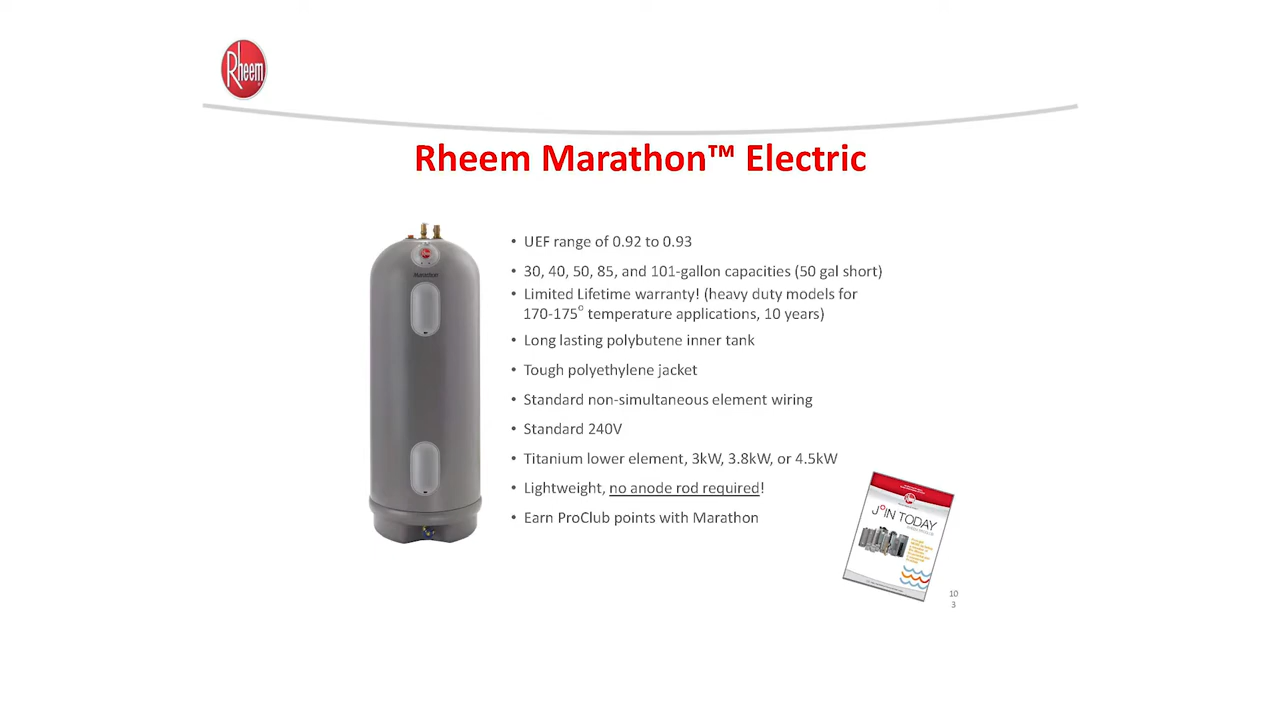 Rheem
Rheem Marathon™ Electric
• UEF range of 0.92 to 0.93
• 30, 40, 50, 85, and 101-gallon capacities (50 gal short)
• Limited Lifetime warranty! (heavy duty models for
170-175° temperature applications, 10 years)
• Long lasting polybutene inner tank
• Tough polyethylene jacket
• Standard non-simultaneous element wiring
• Standard 240V
• Titanium lower element, 3kW, 3.8kW, or 4.5kW
• Lightweight, no anode rod required!
• Earn ProClub points with Marathon
Marathon
J°IN TODAY
10
3